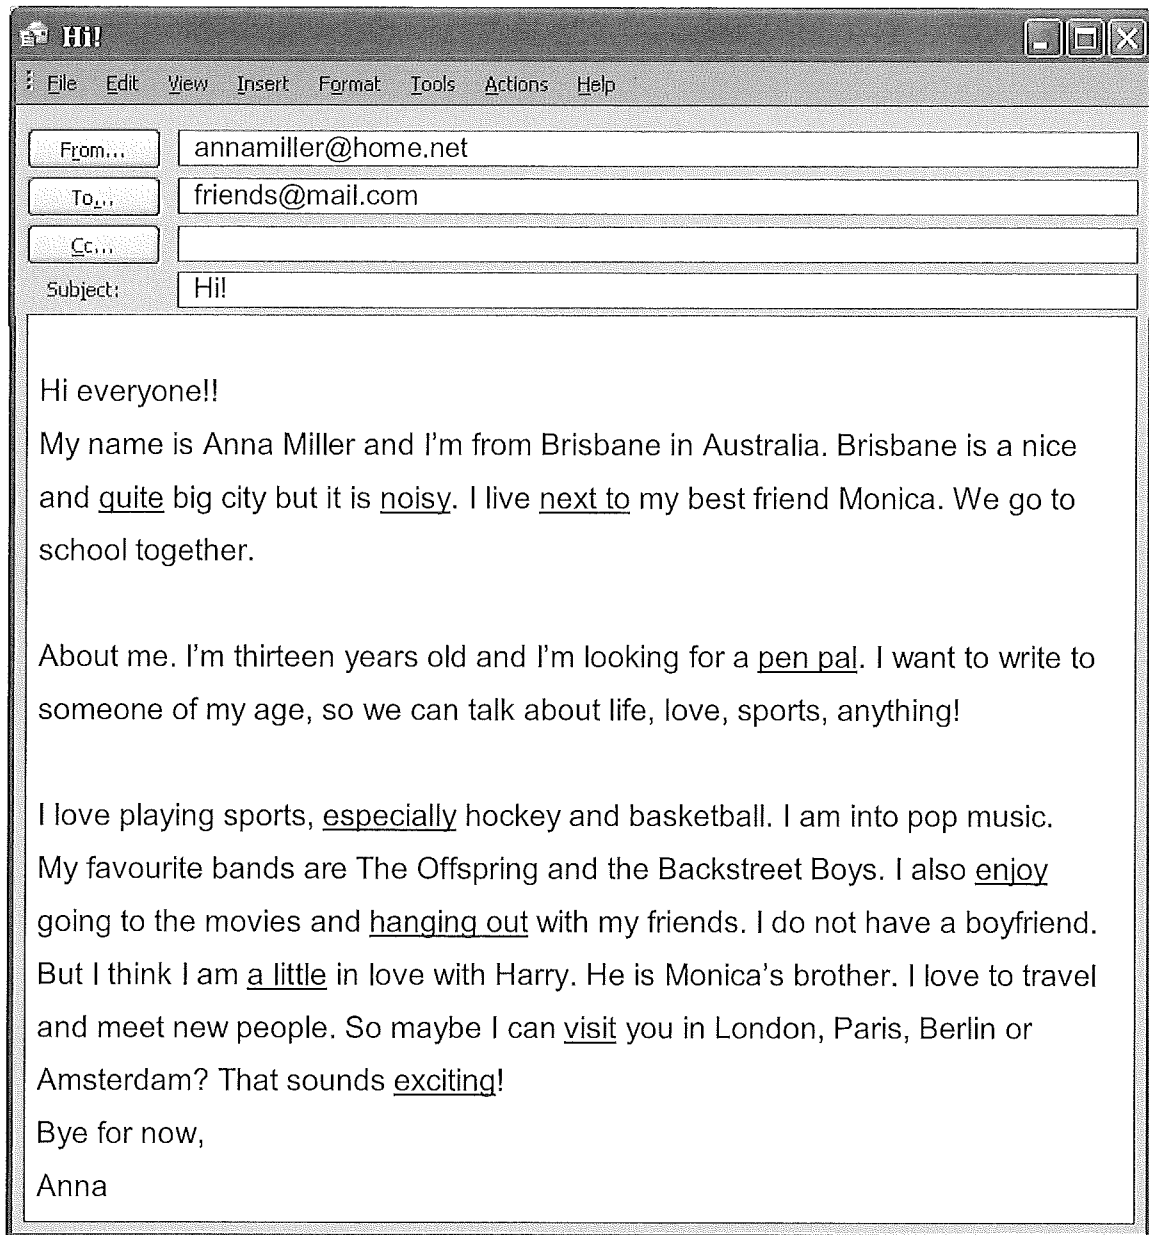 Hi!
File Edit View Insert Format Tools Actions Help
From... annamiller@home.net
To... friends@mail.com
Cc...
Subject: Hi!
Hi everyone!!
My name is Anna Miller and I'm from Brisbane in Australia. Brisbane is a nice
and quite big city but it is noisy. I live next to my best friend Monica. We go to
school together.
About me. I'm thirteen years old and I'm looking for a pen pal. I want to write to
someone of my age, so we can talk about life, love, sports, anything!
I love playing sports, especially hockey and basketball. I am into pop music.
My favourite bands are The Offspring and the Backstreet Boys. I also enjoy
going to the movies and hanging out with my friends. I do not have a boyfriend.
But I think I am a little in love with Harry. He is Monica's brother. I love to travel
and meet new people. So maybe I can visit you in London, Paris, Berlin or
Amsterdam? That sounds exciting!
Bye for now,
Anna